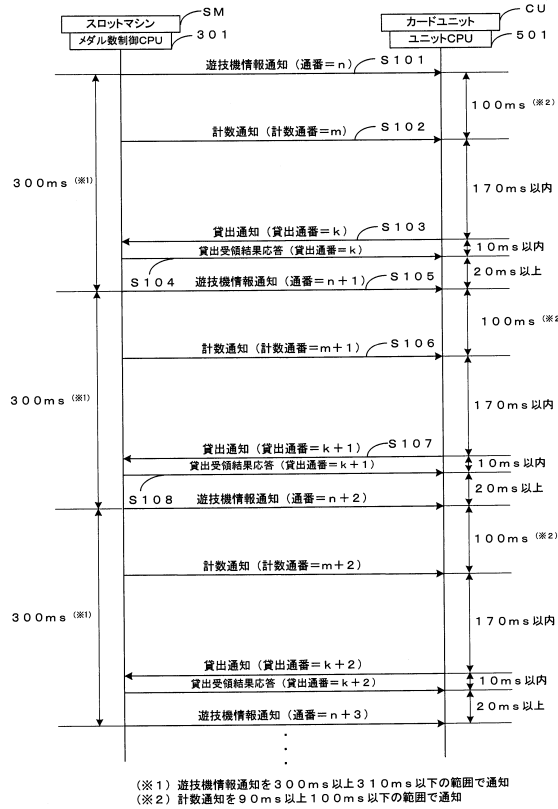 スロットマシン SM
メダル数制御CPU 301
カードユニット CU
ユニットCPU 501
遊技機情報通知(通番=n) S101
100ms(※2)
計数通知(計数通番=m) S102
300ms(※1)
170ms以内
貸出通知(貸出通番=k) S103
貸出受領結果応答(貸出通番=k) 10ms以内
20ms以上
S104 遊技機情報通知(通番=n+1) S105
100ms(※2
計数通知(計数通番=m+1) S106
300ms(※1)
170ms以内
貸出通知(貸出通番=k+1) S107
貸出受領結果応答(貸出通番=k+1) 10ms以内
20ms以上
S108 遊技機情報通知(通番=n+2)
100ms(※2)
計数通知(計数通番=m+2)
300ms(※1)
170ms以内
貸出通知(貸出通番=k+2)
貸出受領結果応答(貸出通番=k+2) 10ms以内
20ms以上
遊技機情報通知(通番=n+3)
(※1)遊技機情報通知を300ms以上310ms以下の範囲で通知
(※2)計数通知を90ms以上100ms以下の範囲で通知